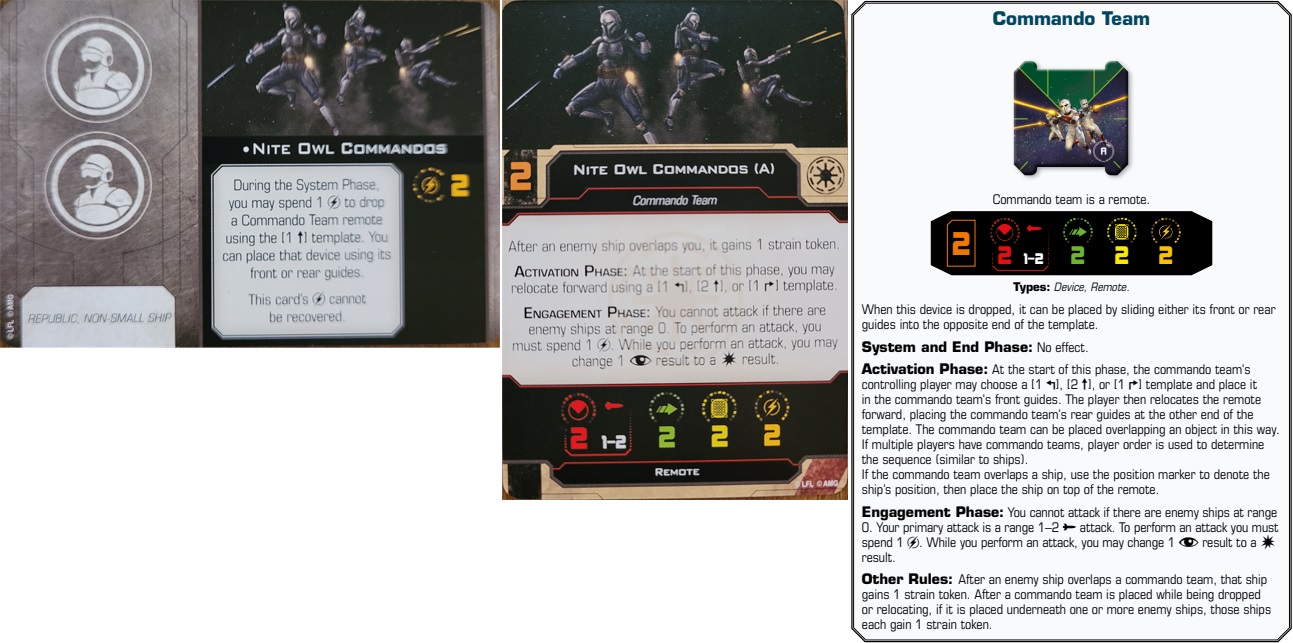 •NITE OWL COMMANDOS
During the System Phase,
you may spend 1 to drop
a Commando Team remote
using the [1 ] template. You
can place that device using its
front or rear guides.
This card's cannot
be recovered.
2
REPUBLIC, NON-SMALL SHIP
© LFL © AMG
2
NITE OWL COMMANDOS (A)
Commando Team
After an enemy ship overlaps you, it gains 1 strain token.
ACTIVATION PHASE: At the start of this phase, you may
relocate forward using a [1 ], [2 ], or [1 ] template.
ENGAGEMENT PHASE: You cannot attack if there are
enemy ships at range 0. To perform an attack, you
must spend 1 . While you perform an attack, you may
change 1 result to a result.
2 1-2 2 2 2
REMOTE
© LFL © AMG
Commando Team
A
Commando team is a remote.
2 2 1-2 2 2 2
Types: Device, Remote.
When this device is dropped, it can be placed by sliding either its front or rear
guides into the opposite end of the template.
System and End Phase: No effect.
Activation Phase: At the start of this phase, the commando team's
controlling player may choose a [1 ], [2 ], or [1 ] template and place it
in the commando team's front guides. The player then relocates the remote
forward, placing the commando team's rear guides at the other end of the
template. The commando team can be placed overlapping an object in this way.
If multiple players have commando teams, player order is used to determine
the sequence (similar to ships).
If the commando team overlaps a ship, use the position marker to denote the
ship's position, then place the ship on top of the remote.
Engagement Phase: You cannot attack if there are enemy ships at range
0. Your primary attack is a range 1–2 attack. To perform an attack you must
spend 1 . While you perform an attack, you may change 1 result to a
result.
Other Rules: After an enemy ship overlaps a commando team, that ship
gains 1 strain token. After a commando team is placed while being dropped
or relocating, if it is placed underneath one or more enemy ships, those ships
each gain 1 strain token.